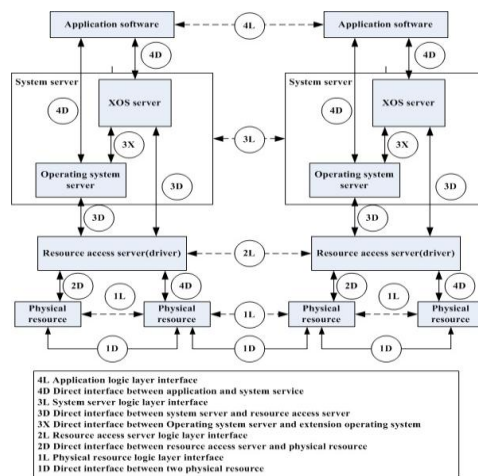 Application software
4L
Application software
4D
4D
System server
XOS server
System server
XOS server
4D
4D
3X
3L
3X
Operating system server
3D
Operating system server
3D
3D
3D
Resource access server(driver)
2L
Resource access server(driver)
2D
1L
4D
2D
1L
4D
Physical resource
Physical resource
1L
Physical resource
Physical resource
1D
1D
1D
4L Application logic layer interface
4D Direct interface between application and system service
3L System server logic layer interface
3D Direct interface between system server and resource access server
3X Direct interface between Operating system server and extension operating system
2L Resource access server logic layer interface
2D Direct interface between resource access server and physical resource
1L Physical resource logic layer interface
1D Direct interface between two physical resource